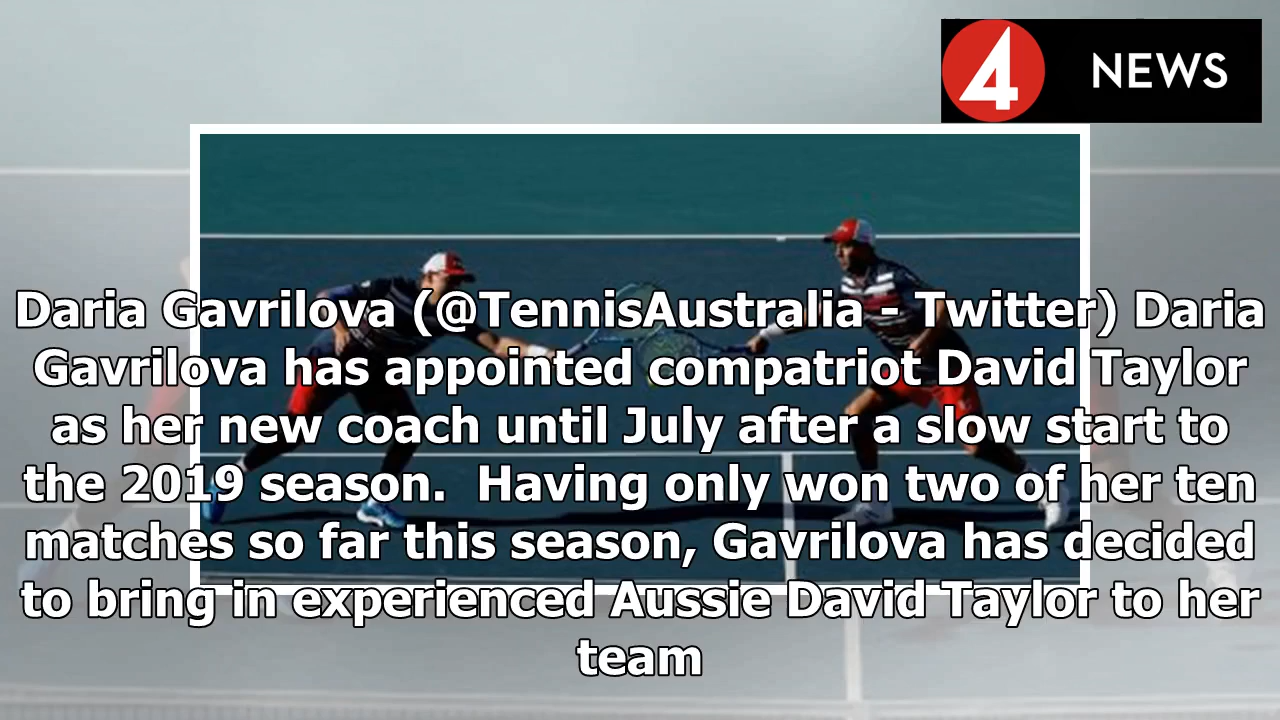 4 NEWS
Daria Gavrilova (@TennisAustralia - Twitter) Daria
Gavrilova has appointed compatriot David Taylor
as her new coach until July after a slow start to
the 2019 season.  Having only won two of her ten
matches so far this season, Gavrilova has decided
to bring in experienced Aussie David Taylor to her
team